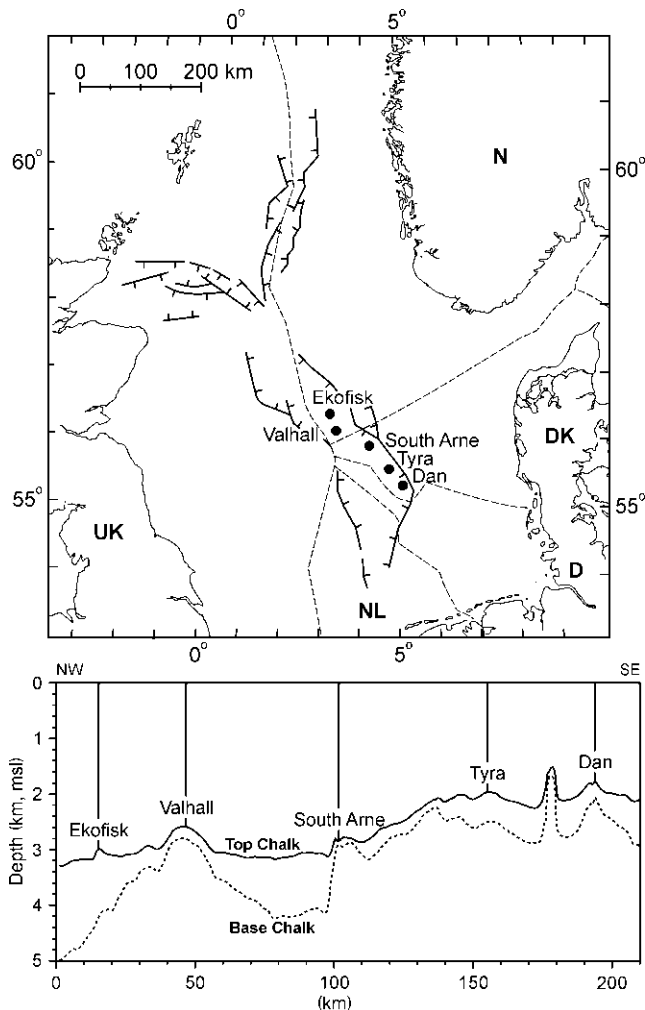 0° 5°
0 100 200 km
60° 60°
N
Ekofisk
Valhall
South Arne
Tyra
Dan
DK
55° 55°
UK
D
NL
0° 5°
NW SE
0
1
2
3
4
5
Depth (km, msl)
Ekofisk
Valhall
South Arne
Tyra
Dan
Top Chalk
Base Chalk
0 50 100 150 200
(km)